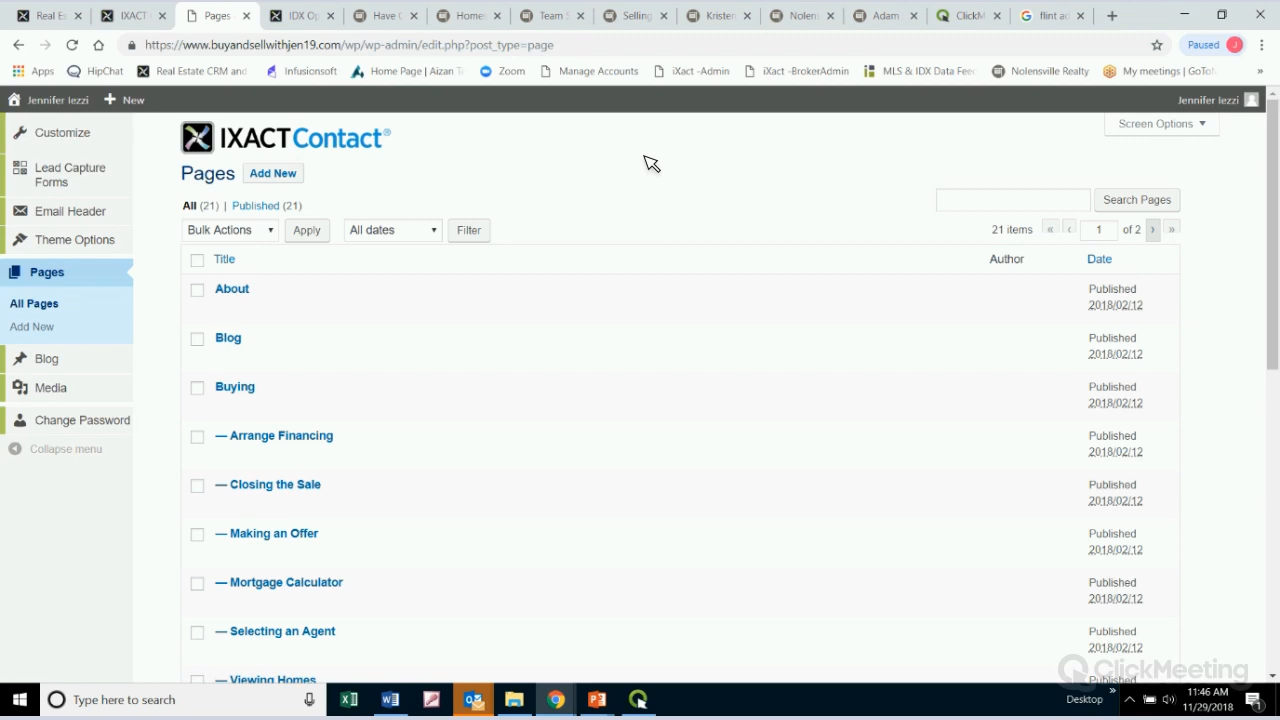 Real Es
IXACT
Pages
IDX Op
Have
Homes
Team S
Selling
Kristen
Nolens
Adam
ClickM
flint ad
https://www.buyandsellwithjen19.com/wp/wp-admin/edit.php?post_type=page
Paused
J
Apps
HipChat
Real Estate CRM and
Infusionsoft
Home Page | Aizan
Zoom
Manage Accounts
iXact -Admin
iXact -BrokerAdmin
MLS & IDX Data Fee
Nolensville Realty
My meetings | GoTo
»
Jennifer Iezzi
+ New
Jennifer Iezzi
Customize
Lead Capture
Forms
Email Header
Theme Options
Pages
All Pages
Add New
Blog
Media
Change Password
Collapse menu
IXACTContact®
Screen Options
Pages
Add New
All (21) | Published (21)
Search Pages
Bulk Actions
Apply
All dates
Filter
21 items
«
‹
1
of 2
›
»
Title
Author
Date
About
Published
2018/02/12
Blog
Published
2018/02/12
Buying
Published
2018/02/12
— Arrange Financing
Published
2018/02/12
— Closing the Sale
Published
2018/02/12
— Making an Offer
Published
2018/02/12
— Mortgage Calculator
Published
2018/02/12
— Selecting an Agent
Published
2018/02/12
— Viewing Homes
Published
ClickMeeting
Type here to search
Desktop
»
11:46 AM
11/29/2018
1